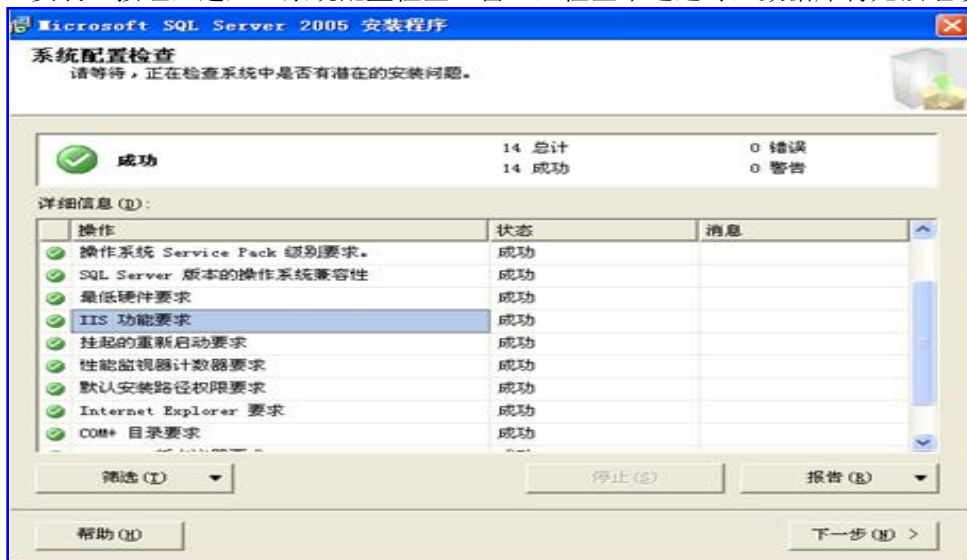 Microsoft SQL Server 2005 安装程序
系统配置检查
请等待，正在检查系统中是否有潜在的安装问题。
成功
14 总计
0 错误
14 成功
0 警告
详细信息(D):
操作 状态 消息
操作系统 Service Pack 级别要求。 成功
SQL Server 版本的操作系统兼容性 成功
最低硬件要求 成功
IIS 功能要求 成功
挂起的重新启动要求 成功
性能监视器计数器要求 成功
默认安装路径权限要求 成功
Internet Explorer 要求 成功
COM+ 目录要求 成功
筛选(T)
停止(S)
报告(R)
帮助(H)
下一步(N) >